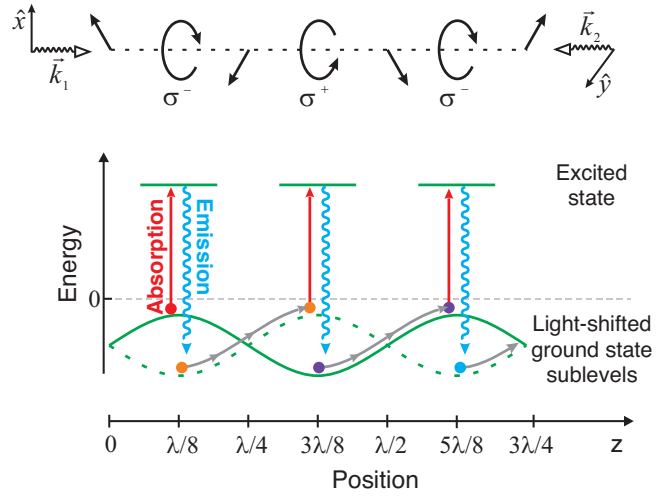 x̂
k⃗₁
σ⁻
σ⁺
σ⁻
k⃗₂
ŷ
Energy
0
Absorption
Emission
Excited
state
Light-shifted
ground state
sublevels
0 λ/8 λ/4 3λ/8 λ/2 5λ/8 3λ/4 z
Position